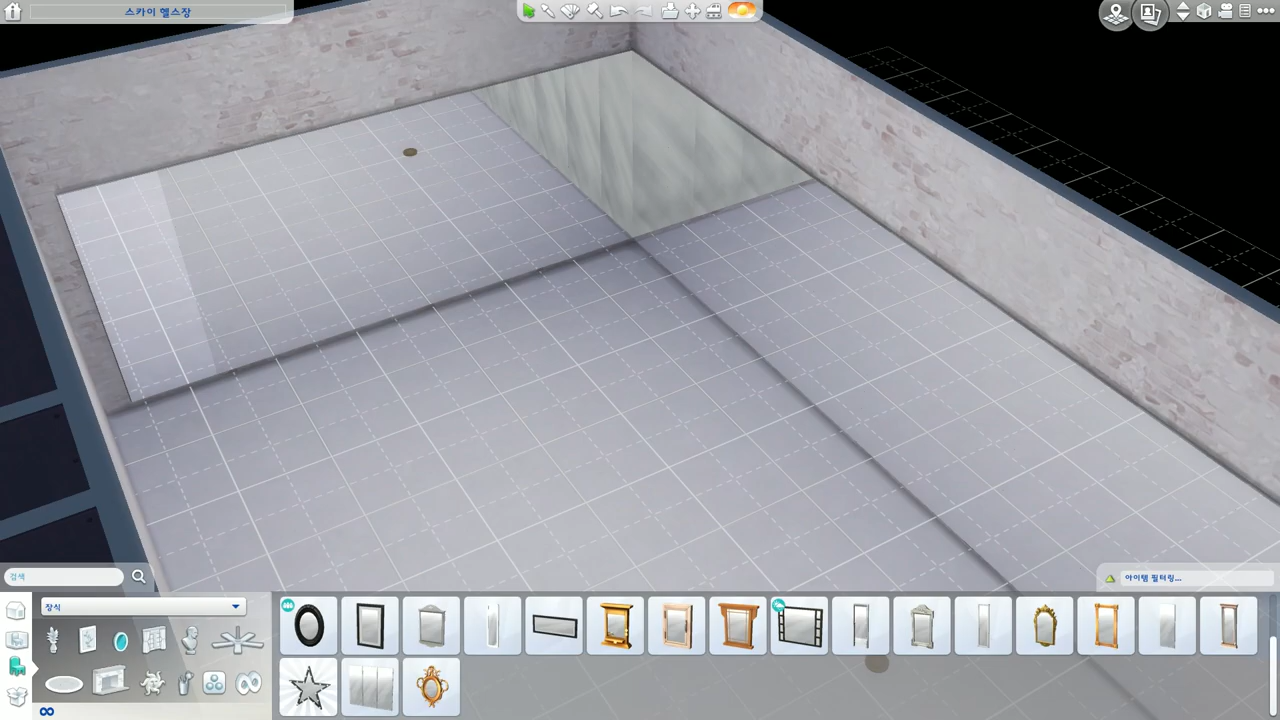 스카이 헬스장
검색
아이템 필터링...
장식